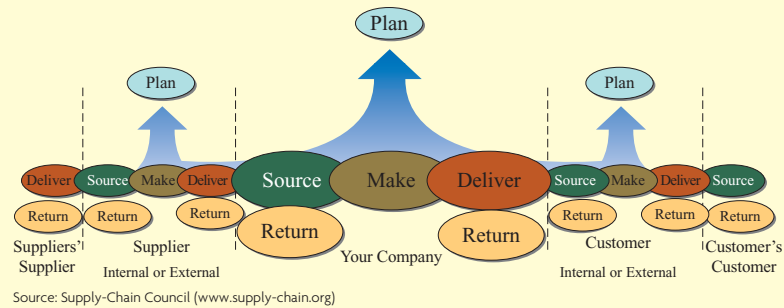 Plan
Plan
Plan
Deliver
Source
Make
Deliver
Source
Make
Deliver
Source
Make
Deliver
Source
Return
Return
Return
Return
Return
Return
Return
Return
Suppliers'
Supplier
Supplier
Internal or External
Your Company
Customer
Internal or External
Customer's
Customer
Source: Supply-Chain Council (www.supply-chain.org)